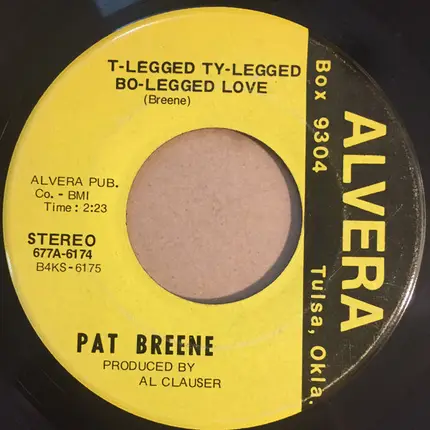 T-LEGGED TY-LEGGED
BO-LEGGED LOVE
(Breene)
ALVERA PUB.
Co. - BMI
Time: 2:23
STEREO
677A-6174
B4KS-6175
PAT BREENE
PRODUCED BY
AL CLAUSER
ALVERA
Box 9304
Tulsa, Okla.